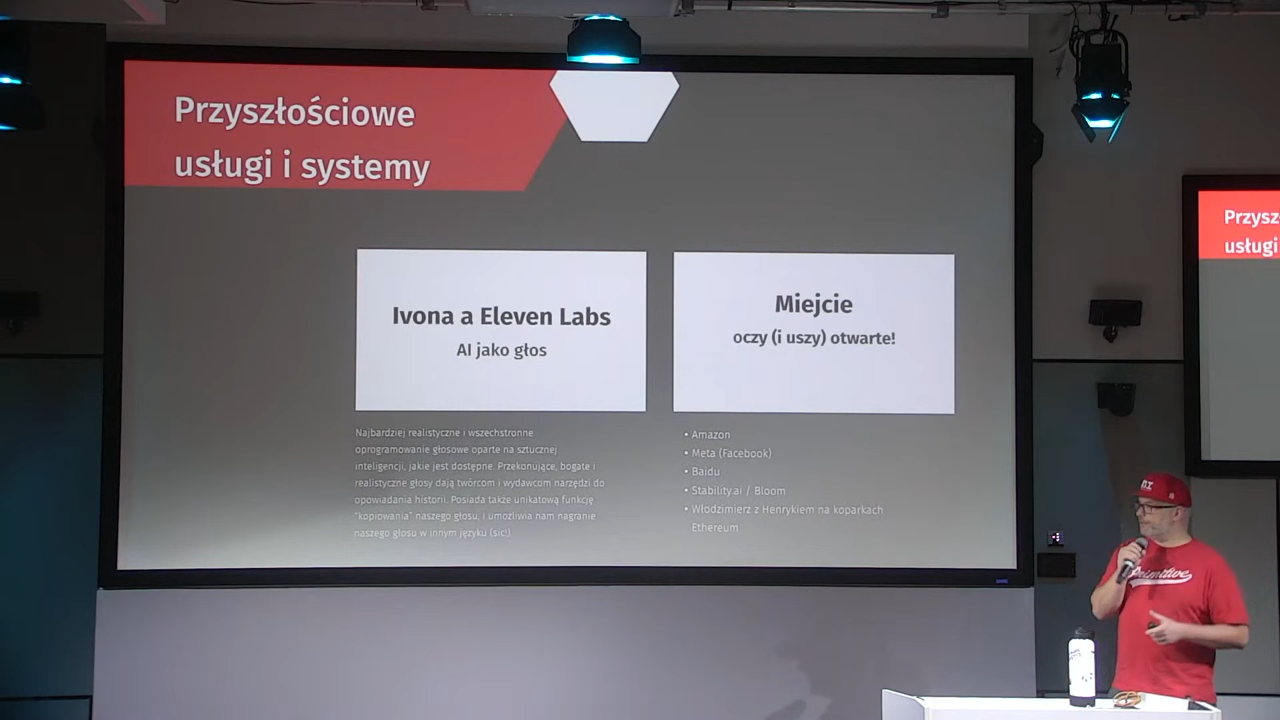 Przyszłościowe
usługi i systemy
Ivona a Eleven Labs
AI jako głos
Miejcie
oczy (i uszy) otwarte!
Najbardziej realistyczne i wszechstronne
oprogramowanie głosowe oparte na sztucznej
inteligencji, jakie jest dostępne. Przekonujące, bogate i
realistyczne głosy dają twórcom i wydawcom narzędzi do
opowiadania historii. Posiada także unikatową funkcję
"kopiowania" naszego głosu, i umożliwia nam nagranie
naszego głosu w innym języku (sic!)
• Amazon
• Meta (Facebook)
• Baidu
• Stability.ai / Bloom
• Włodzimierz z Henrykiem na koparkach
Ethereum
Przysz
usługi
Primitive